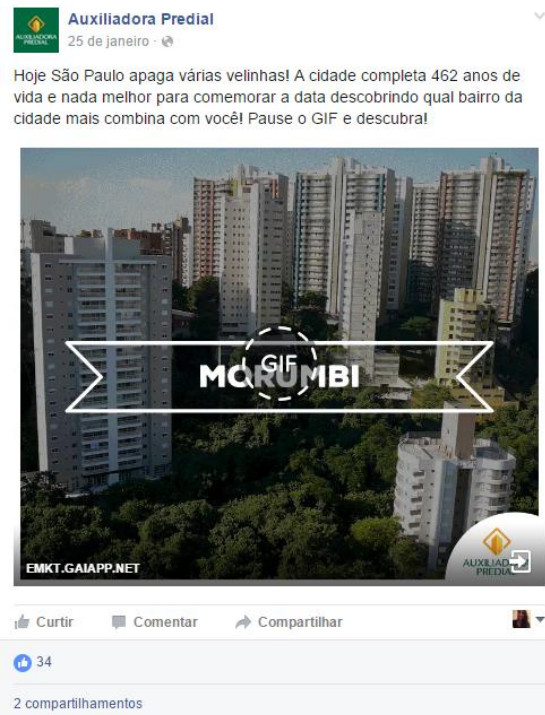 Auxiliadora Predial
25 de janeiro ·
Hoje São Paulo apaga várias velinhas! A cidade completa 462 anos de
vida e nada melhor para comemorar a data descobrindo qual bairro da
cidade mais combina com você! Pause o GIF e descubra!
MORUMBI
GIF
EMKT.GAIAPP.NET
AUXILIADORA
PREDIAL
Curtir Comentar Compartilhar
34
2 compartilhamentos